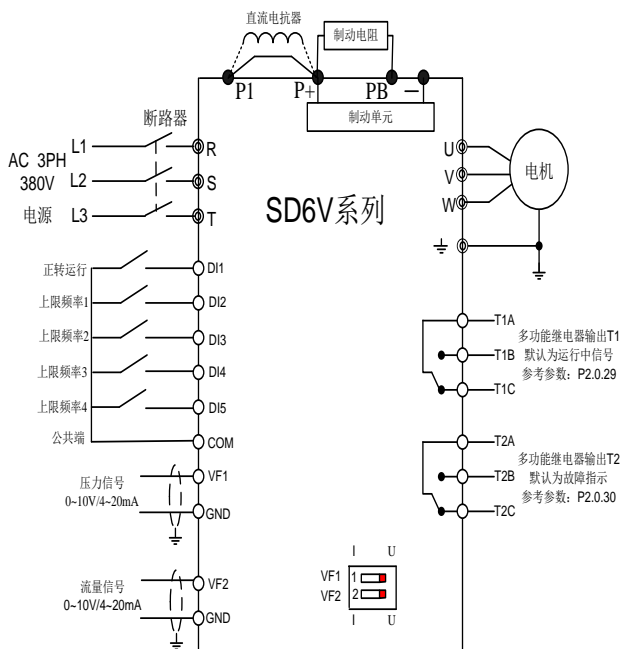 直流电抗器
制动电阻
P1
P+
PB
−
制动单元
断路器
AC 3PH
380V
电源
L1
L2
L3
R
S
T
SD6V系列
U
V
W
电机
正转运行
DI1
上限频率1
DI2
上限频率2
DI3
上限频率3
DI4
上限频率4
DI5
公共端
COM
压力信号
0~10V/4~20mA
VF1
GND
流量信号
0~10V/4~20mA
VF2
GND
T1A
T1B
T1C
多功能继电器输出T1
默认为运行中信号
参考参数：P2.0.29
T2A
T2B
T2C
多功能继电器输出T2
默认为故障指示
参考参数：P2.0.30
I U
VF1 1
VF2 2
I U